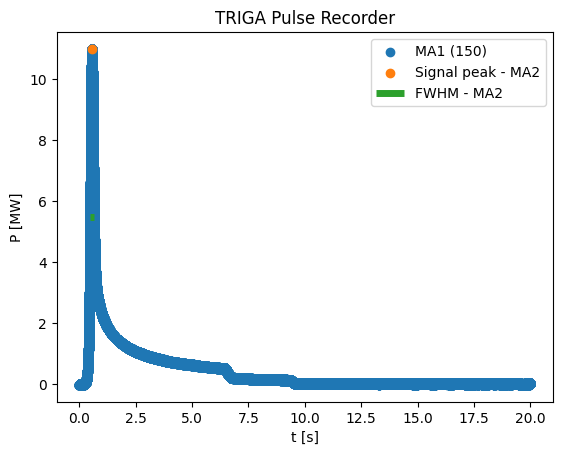 TRIGA Pulse Recorder
MA1 (150)
Signal peak - MA2
FWHM - MA2
P [MW]
10
8
6
4
2
0
0.0 2.5 5.0 7.5 10.0 12.5 15.0 17.5 20.0
t [s]